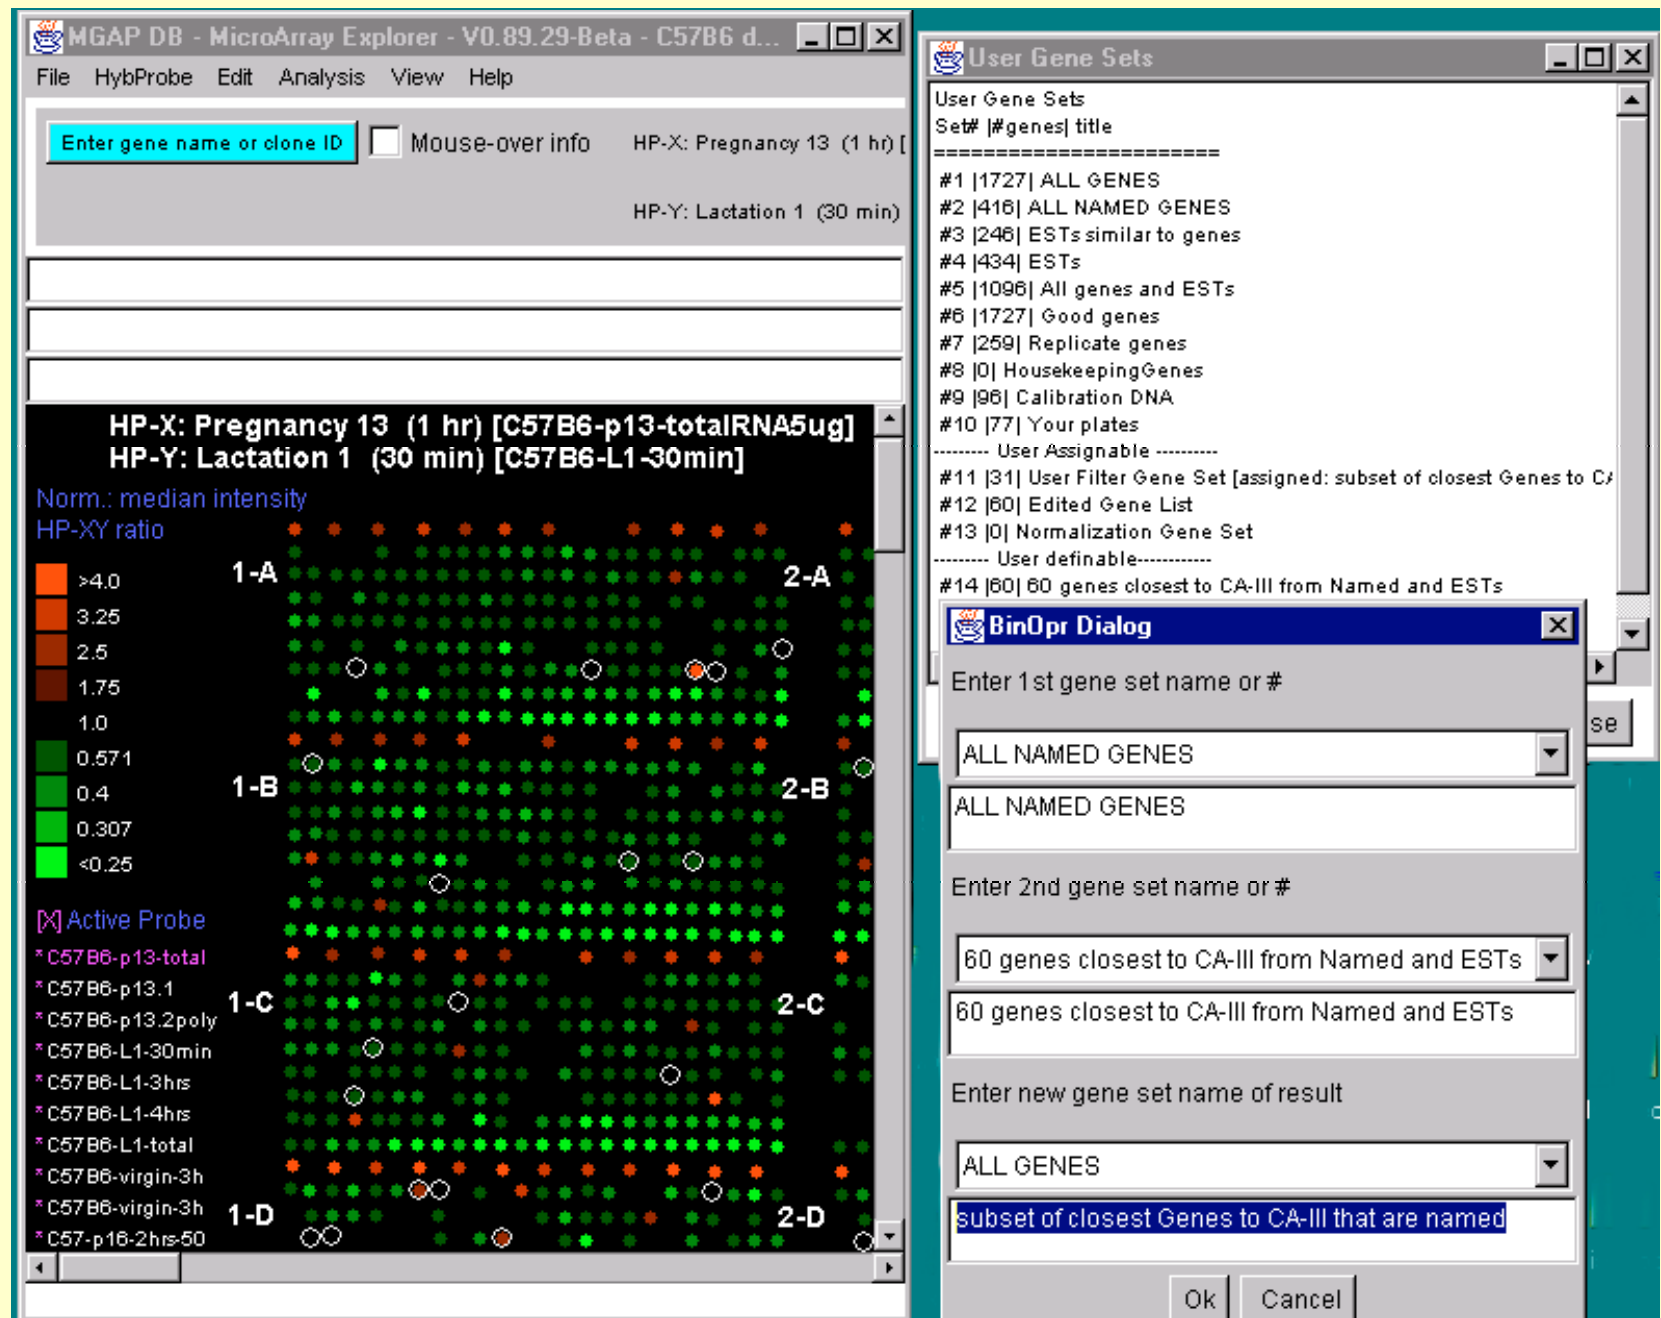 MGAP DB - MicroArray Explorer - V0.89.29-Beta - C57B6 d...
File HybProbe Edit Analysis View Help
Enter gene name or clone ID
Mouse-over info
HP-X: Pregnancy 13 (1 hr) [
HP-Y: Lactation 1 (30 min)
HP-X: Pregnancy 13 (1 hr) [C57B6-p13-totalRNA5ug]
HP-Y: Lactation 1 (30 min) [C57B6-L1-30min]
Norm.: median intensity
HP-XY ratio
>4.0
3.25
2.5
1.75
1.0
0.571
0.4
0.307
<0.25
1-A
2-A
1-B
2-B
1-C
2-C
1-D
2-D
[X] Active Probe
*C57B6-p13-total
*C57B6-p13.1
*C57B6-p13.2poly
*C57B6-L1-30min
*C57B6-L1-3hrs
*C57B6-L1-4hrs
*C57B6-L1-total
*C57B6-virgin-3h
*C57B6-virgin-3h
*C57-p16-2hrs-50
User Gene Sets
User Gene Sets
Set# |#genes| title
========================
#1 |1727| ALL GENES
#2 |416| ALL NAMED GENES
#3 |246| ESTs similar to genes
#4 |434| ESTs
#5 |1096| All genes and ESTs
#6 |1727| Good genes
#7 |259| Replicate genes
#8 |0| HousekeepingGenes
#9 |96| Calibration DNA
#10 |77| Your plates
--------- User Assignable ----------
#11 |31| User Filter Gene Set [assigned: subset of closest Genes to CA
#12 |60| Edited Gene List
#13 |0| Normalization Gene Set
--------- User definable------------
#14 |60| 60 genes closest to CA-III from Named and ESTs
se
BinOpr Dialog
Enter 1st gene set name or #
ALL NAMED GENES
ALL NAMED GENES
Enter 2nd gene set name or #
60 genes closest to CA-III from Named and ESTs
60 genes closest to CA-III from Named and ESTs
Enter new gene set name of result
ALL GENES
subset of closest Genes to CA-III that are named
Ok
Cancel